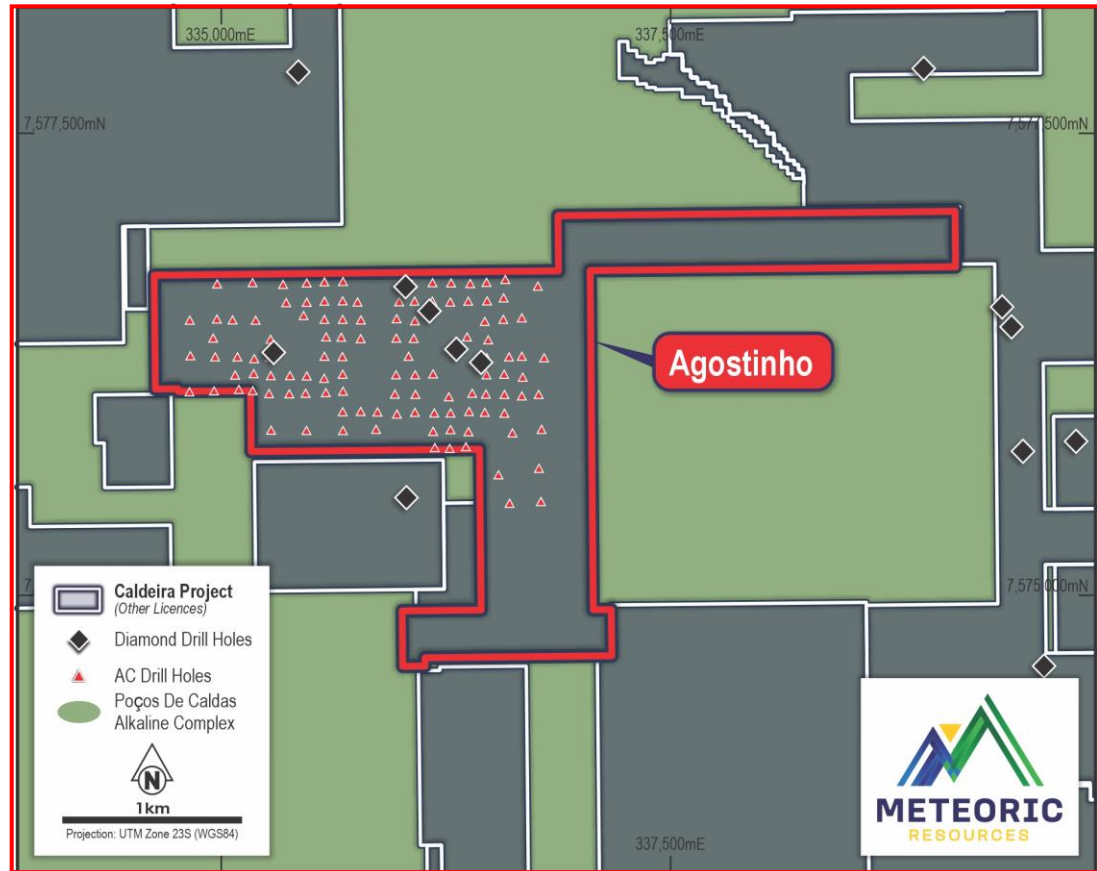 335,000mE
337,500mE
7,577,500mN
7,577,500mN
Agostinho
7,575,000mN
Caldeira Project
(Other Licences)
Diamond Drill Holes
AC Drill Holes
Poços De Caldas
Alkaline Complex
N
1km
Projection: UTM Zone 23S (WGS84)
337,500mE
METEORIC
RESOURCES